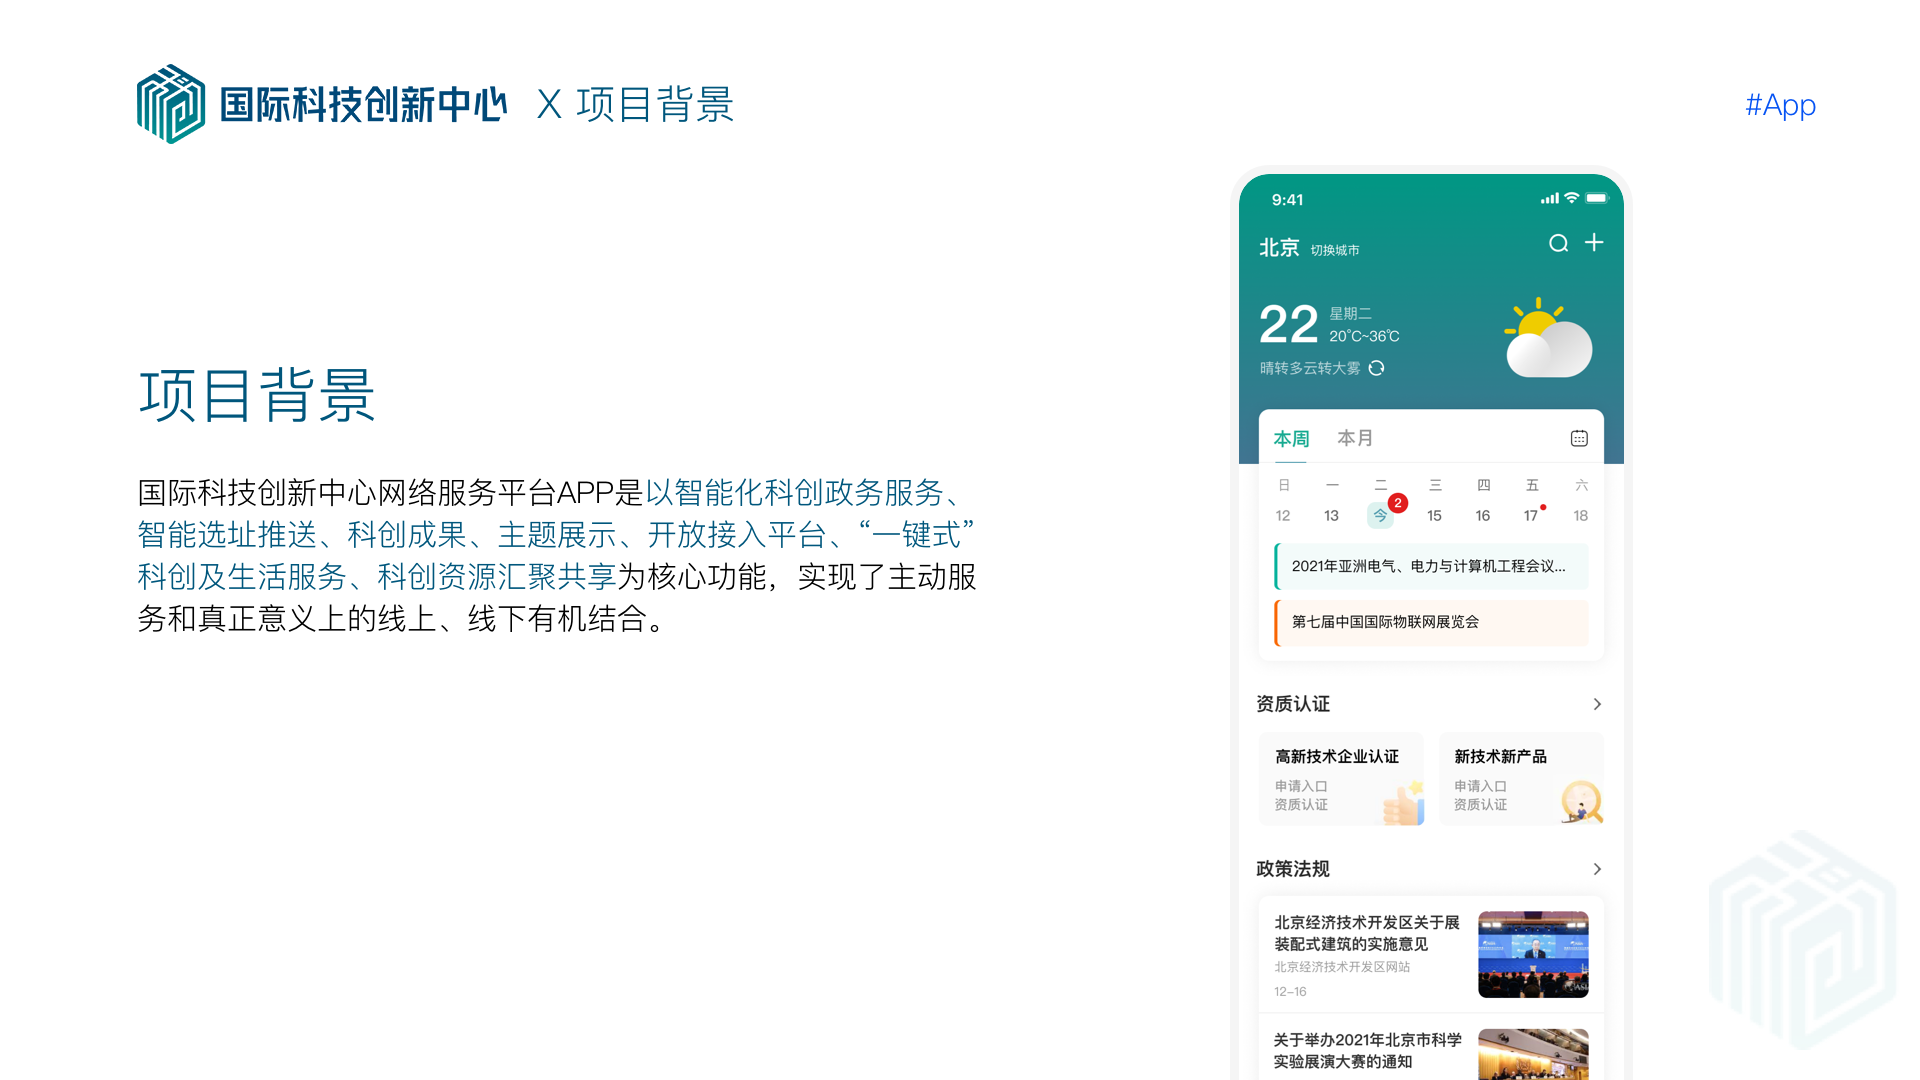 国际科技创新中心 X 项目背景
#App
项目背景
国际科技创新中心网络服务平台APP是以智能化科创政务服务、
智能选址推送、科创成果、主题展示、开放接入平台、“一键式”
科创及生活服务、科创资源汇聚共享为核心功能，实现了主动服
务和真正意义上的线上、线下有机结合。
9:41
北京 切换城市
22
星期二
20℃~36℃
晴转多云转大雾
本周 本月
日 一 二 三 四 五 六
12 13 今 2 15 16 17 18
2021年亚洲电气、电力与计算机工程会议...
第七届中国国际物联网展览会
资质认证
高新技术企业认证
申请入口
资质认证
新技术新产品
申请入口
资质认证
政策法规
北京经济技术开发区关于展
装配式建筑的实施意见
北京经济技术开发区网站
12-16
关于举办2021年北京市科学
实验展演大赛的通知